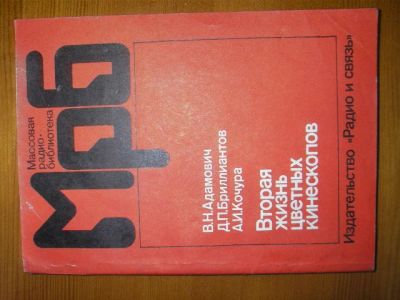 Массовая
радио-
библиотека
Мрб
В.Н.Адамович
Д.П.Бриллиантов
А.И.Кочура
Вторая
жизнь
цветных
кинескопов
Издательство «Радио и связь»